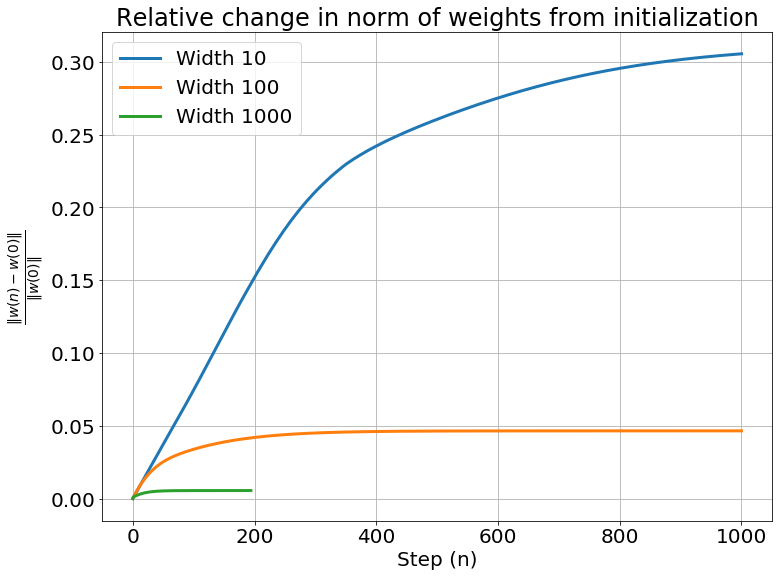 Relative change in norm of weights from initialization
Width 10
Width 100
Width 1000
0.30
0.25
0.20
0.15
0.10
0.05
0.00
‖w(n) − w(0)‖
‖w(0)‖
0 200 400 600 800 1000
Step (n)